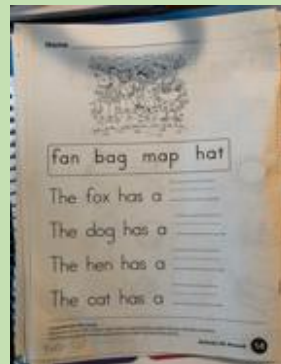 Name
fan bag map hat
The fox has a
The dog has a
The hen has a
The cat has a